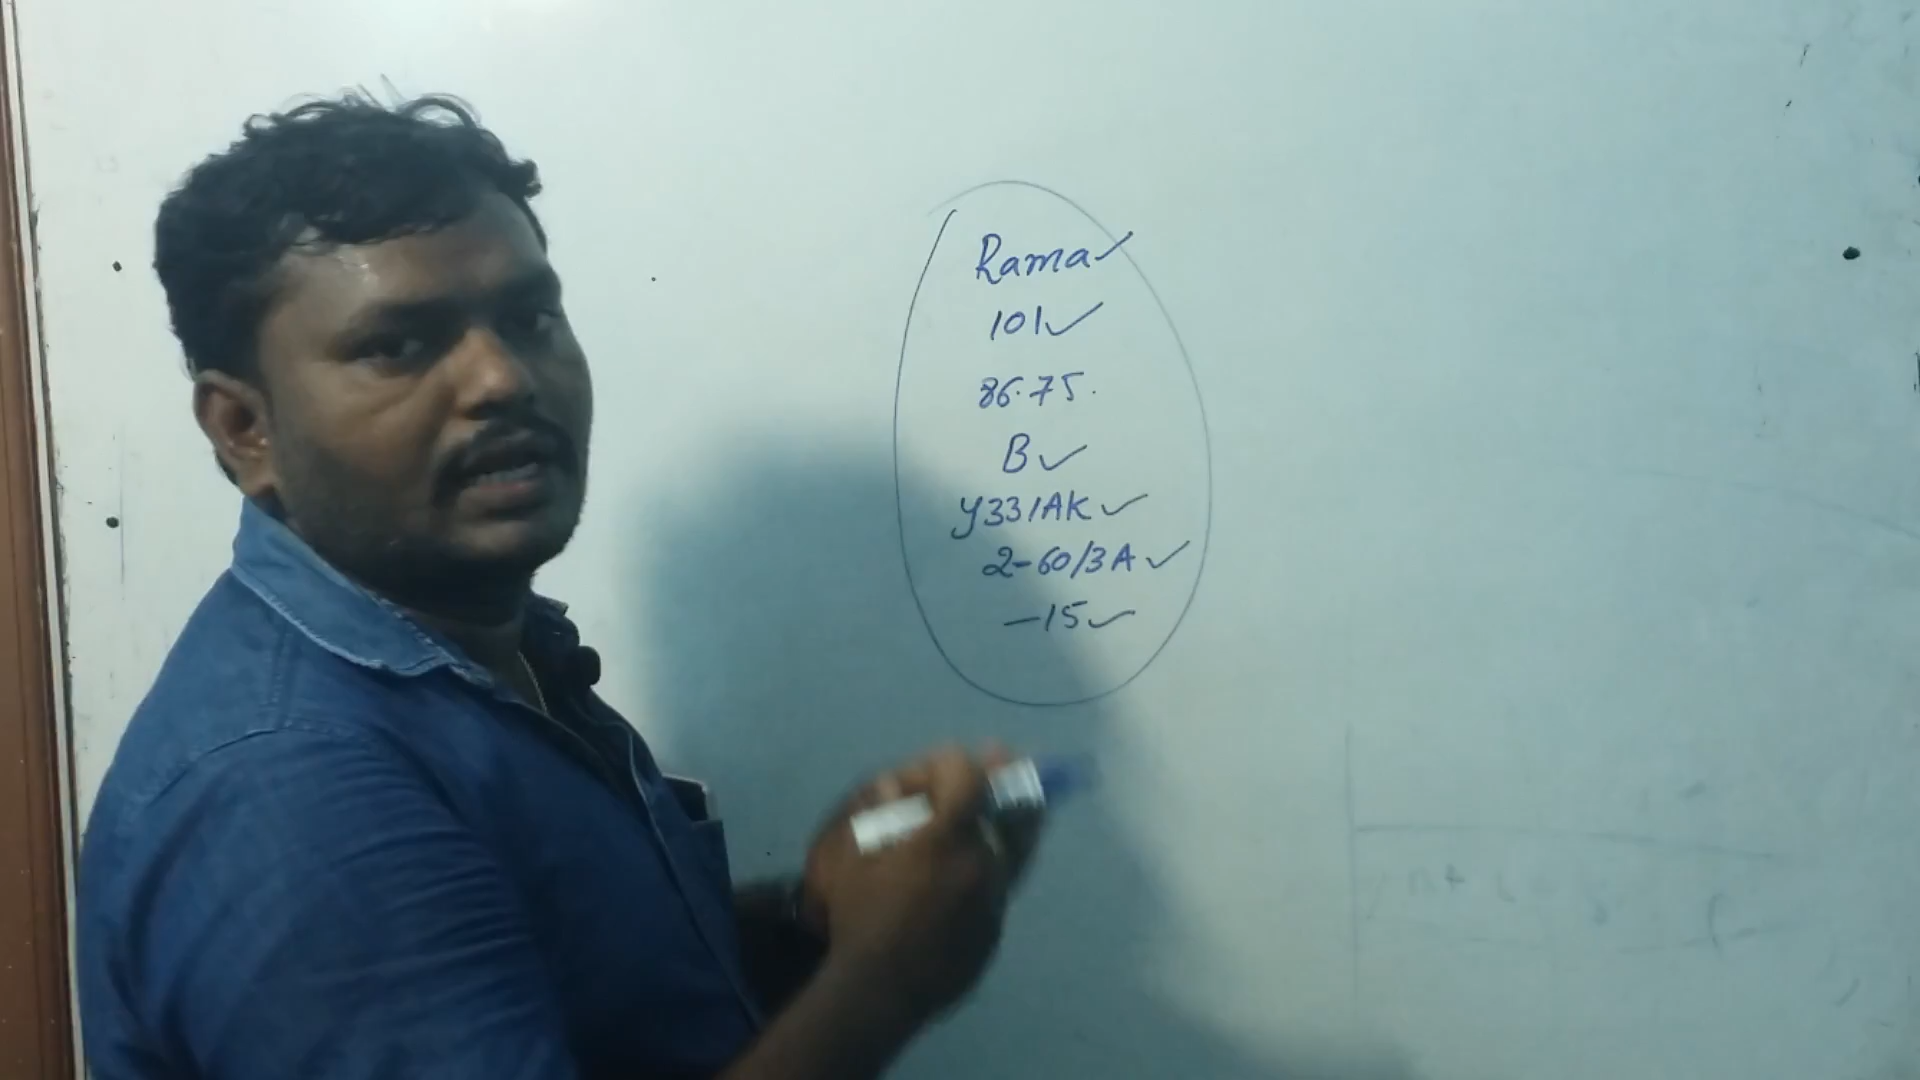 Rama ✓
101 ✓
86.75.
B ✓
y331AK ✓
2-60/3A ✓
-15 ✓